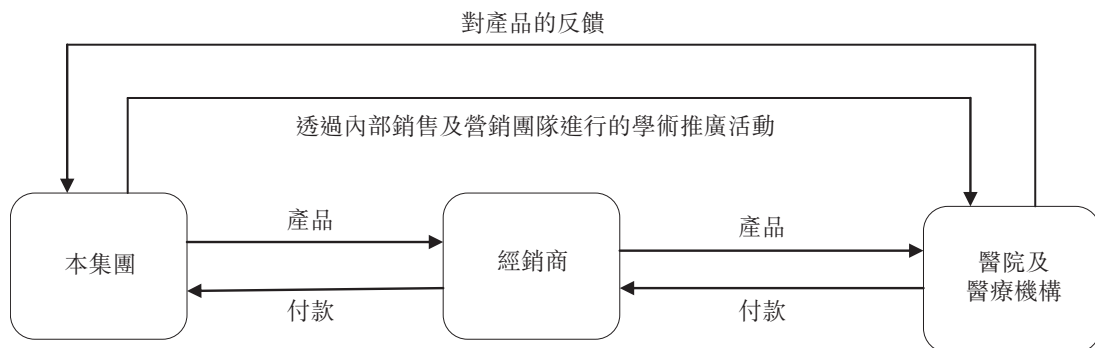 對產品的反饋
透過內部銷售及營銷團隊進行的學術推廣活動
產品
產品
本集團
經銷商
醫院及
醫療機構
付款
付款